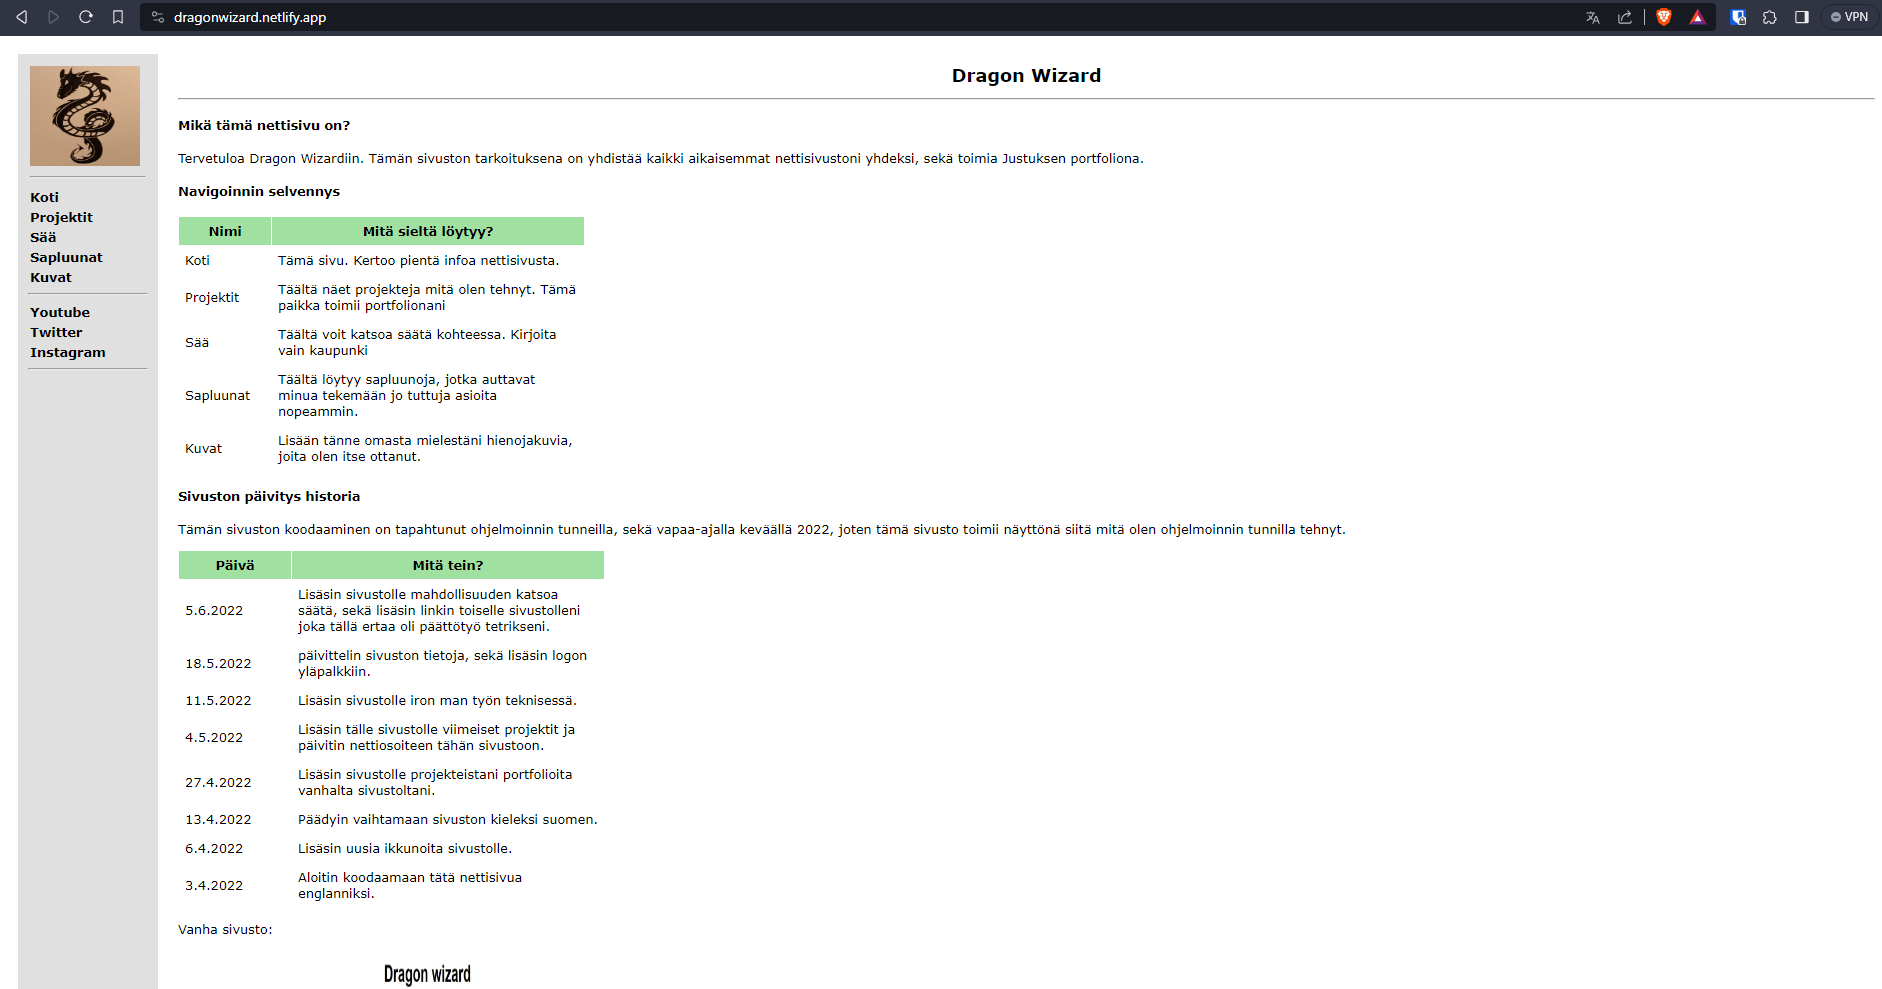 dragonwizard.netlify.app
VPN
Dragon Wizard
Koti
Projektit
Sää
Sapluunat
Kuvat
Youtube
Twitter
Instagram
Mikä tämä nettisivu on?
Tervetuloa Dragon Wizardiin. Tämän sivuston tarkoituksena on yhdistää kaikki aikaisemmat nettisivustoni yhdeksi, sekä toimia Justuksen portfoliona.
Navigoinnin selvennys
Nimi Mitä sieltä löytyy?
Koti Tämä sivu. Kertoo pientä infoa nettisivusta.
Projektit Täältä näet projekteja mitä olen tehnyt. Tämä
paikka toimii portfolionani
Sää Täältä voit katsoa säätä kohteessa. Kirjoita
vain kaupunki
Sapluunat Täältä löytyy sapluunoja, jotka auttavat
minua tekemään jo tuttuja asioita
nopeammin.
Kuvat Lisään tänne omasta mielestäni hienojakuvia,
joita olen itse ottanut.
Sivuston päivitys historia
Tämän sivuston koodaaminen on tapahtunut ohjelmoinnin tunneilla, sekä vapaa-ajalla keväällä 2022, joten tämä sivusto toimii näyttönä siitä mitä olen ohjelmoinnin tunnilla tehnyt.
Päivä Mitä tein?
5.6.2022 Lisäsin sivustolle mahdollisuuden katsoa
säätä, sekä lisäsin linkin toiselle sivustolleni
joka tällä ertaa oli päättötyö tetrikseni.
18.5.2022 päivittelin sivuston tietoja, sekä lisäsin logon
yläpalkkiin.
11.5.2022 Lisäsin sivustolle iron man työn teknisessä.
4.5.2022 Lisäsin tälle sivustolle viimeiset projektit ja
päivitin nettiosoiteen tähän sivustoon.
27.4.2022 Lisäsin sivustolle projekteistani portfolioita
vanhalta sivustoltani.
13.4.2022 Päädyin vaihtamaan sivuston kieleksi suomen.
6.4.2022 Lisäsin uusia ikkunoita sivustolle.
3.4.2022 Aloitin koodaamaan tätä nettisivua
englanniksi.
Vanha sivusto:
Dragon wizard